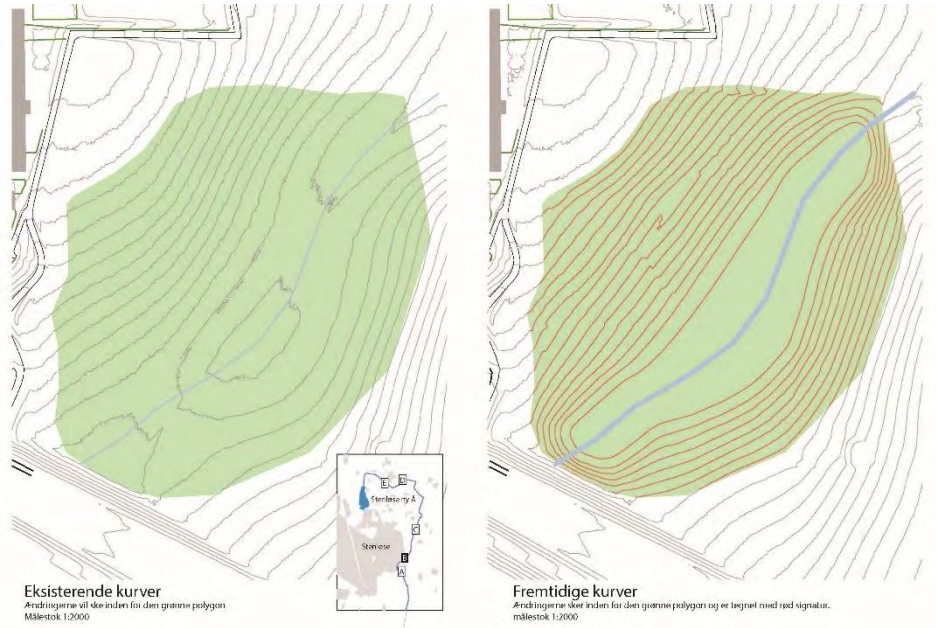 E
D
Stenløse ny Å
C
Stenløse
B
A
Eksisterende kurver
Ændringerne vil ske inden for den grønne polygon
Målestok 1:2000
Fremtidige kurver
Ændringerne sker inden for den grønne polygon og er tegnet med rød signatur.
målestok 1:2000